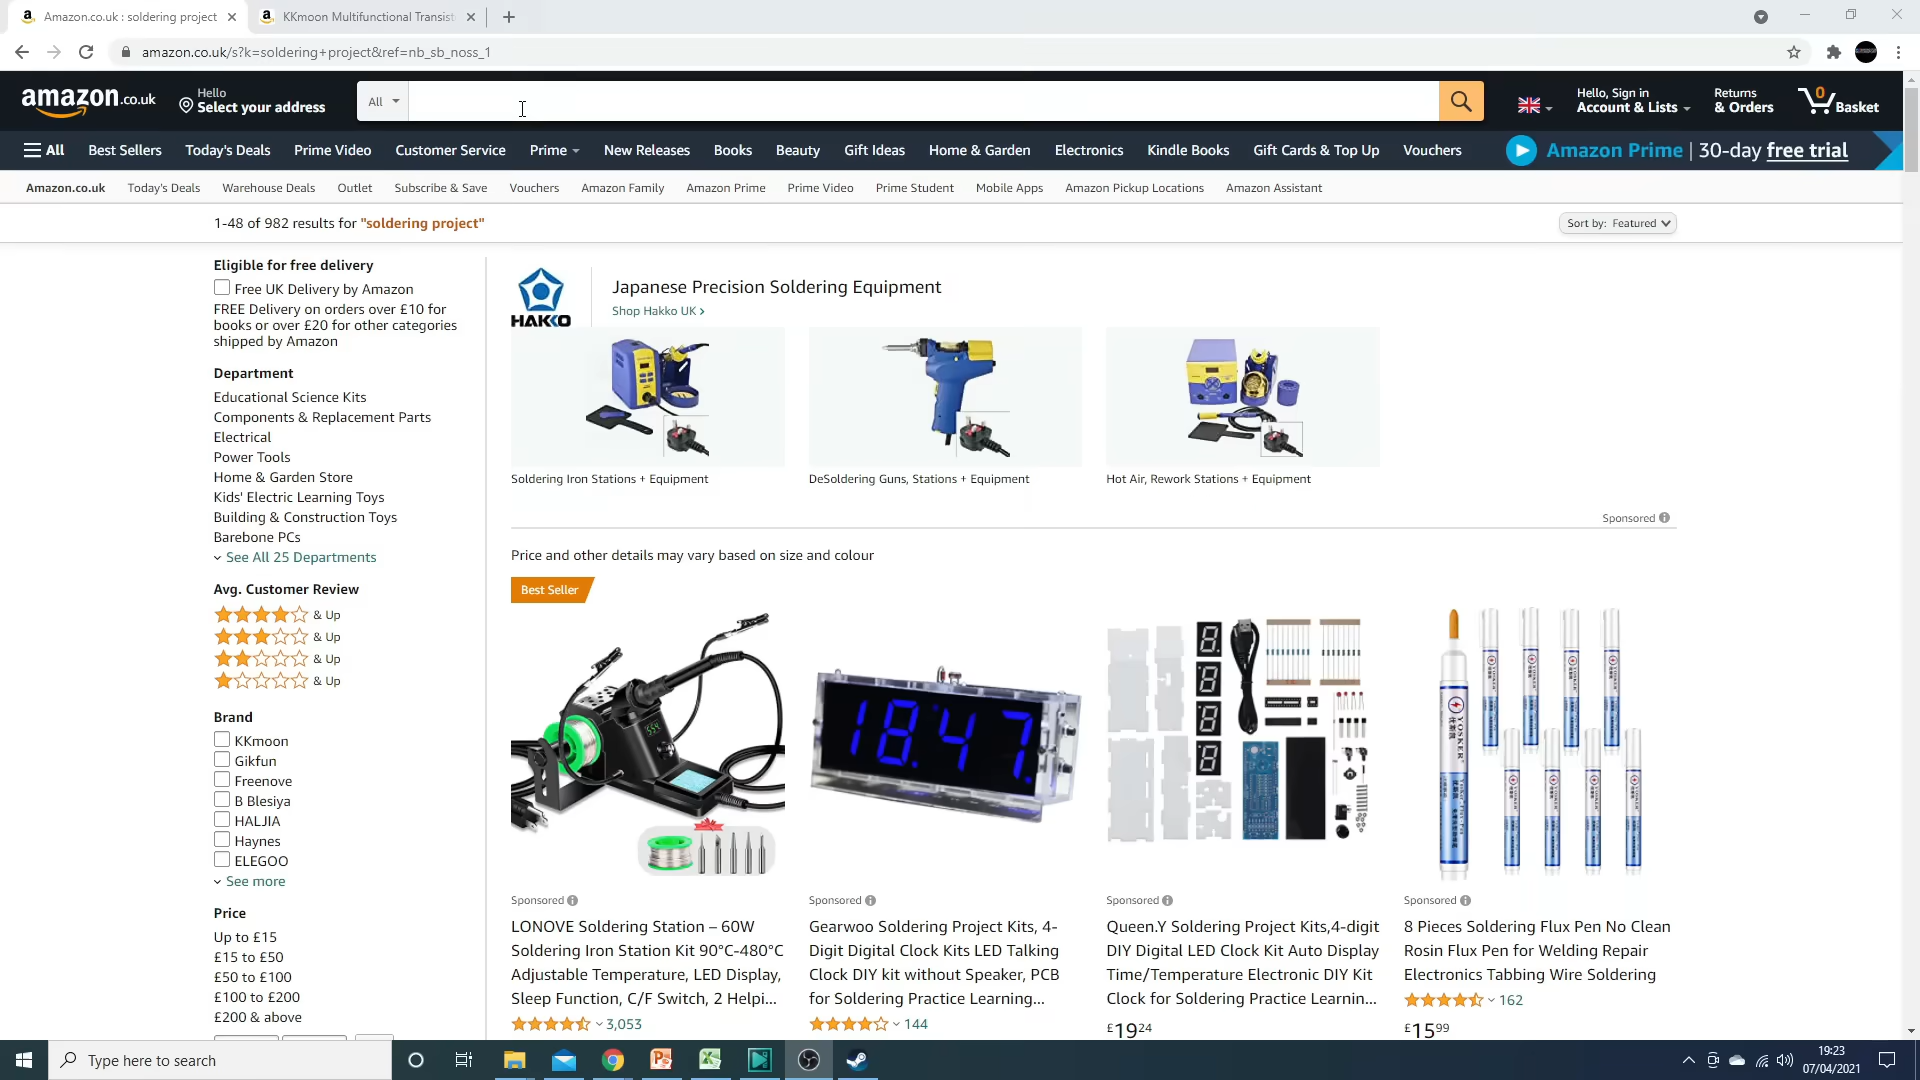 Amazon.co.uk : soldering project
KKmoon Multifunctional Transist
amazon.co.uk/s?k=soldering+project&ref=nb_sb_noss_1
amazon.co.uk
Hello
Select your address
All
Hello, Sign in
Account & Lists
Returns
& Orders
0
Basket
All
Best Sellers
Today's Deals
Prime Video
Customer Service
Prime
New Releases
Books
Beauty
Gift Ideas
Home & Garden
Electronics
Kindle Books
Gift Cards & Top Up
Vouchers
Amazon Prime | 30-day free trial
Amazon.co.uk
Today's Deals
Warehouse Deals
Outlet
Subscribe & Save
Vouchers
Amazon Family
Amazon Prime
Prime Video
Prime Student
Mobile Apps
Amazon Pickup Locations
Amazon Assistant
1-48 of 982 results for "soldering project"
Sort by: Featured
Eligible for free delivery
Free UK Delivery by Amazon
FREE Delivery on orders over £10 for
books or over £20 for other categories
shipped by Amazon
Department
Educational Science Kits
Components & Replacement Parts
Electrical
Power Tools
Home & Garden Store
Kids' Electric Learning Toys
Building & Construction Toys
Barebone PCs
See All 25 Departments
Avg. Customer Review
& Up
& Up
& Up
& Up
Brand
KKmoon
Gikfun
Freenove
B Blesiya
HALJIA
Haynes
ELEGOO
See more
Price
Up to £15
£15 to £50
£50 to £100
£100 to £200
£200 & above
HAKKO
Japanese Precision Soldering Equipment
Shop Hakko UK
Soldering Iron Stations + Equipment
DeSoldering Guns, Stations + Equipment
Hot Air, Rework Stations + Equipment
Sponsored
Price and other details may vary based on size and colour
Best Seller
18.47
YOSKER
Sponsored
LONOVE Soldering Station – 60W
Soldering Iron Station Kit 90°C-480°C
Adjustable Temperature, LED Display,
Sleep Function, C/F Switch, 2 Helpi...
3,053
Sponsored
Gearwoo Soldering Project Kits, 4-
Digit Digital Clock Kits LED Talking
Clock DIY kit without Speaker, PCB
for Soldering Practice Learning...
144
Sponsored
Queen.Y Soldering Project Kits,4-digit
DIY Digital LED Clock Kit Auto Display
Time/Temperature Electronic DIY Kit
Clock for Soldering Practice Learnin...
£19.24
Sponsored
8 Pieces Soldering Flux Pen No Clean
Rosin Flux Pen for Welding Repair
Electronics Tabbing Wire Soldering
162
£15.99
Type here to search
19:23
07/04/2021